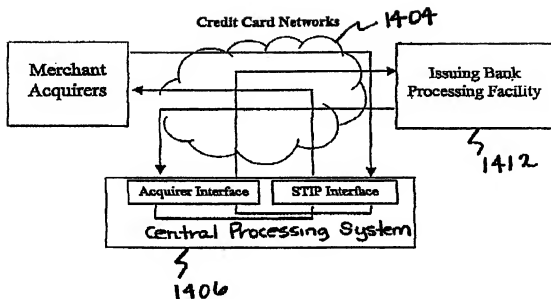 Credit Card Networks
1404
Merchant
Acquirers
Issuing Bank
Processing Facility
1412
Acquirer Interface
STIP Interface
Central Processing System
1406